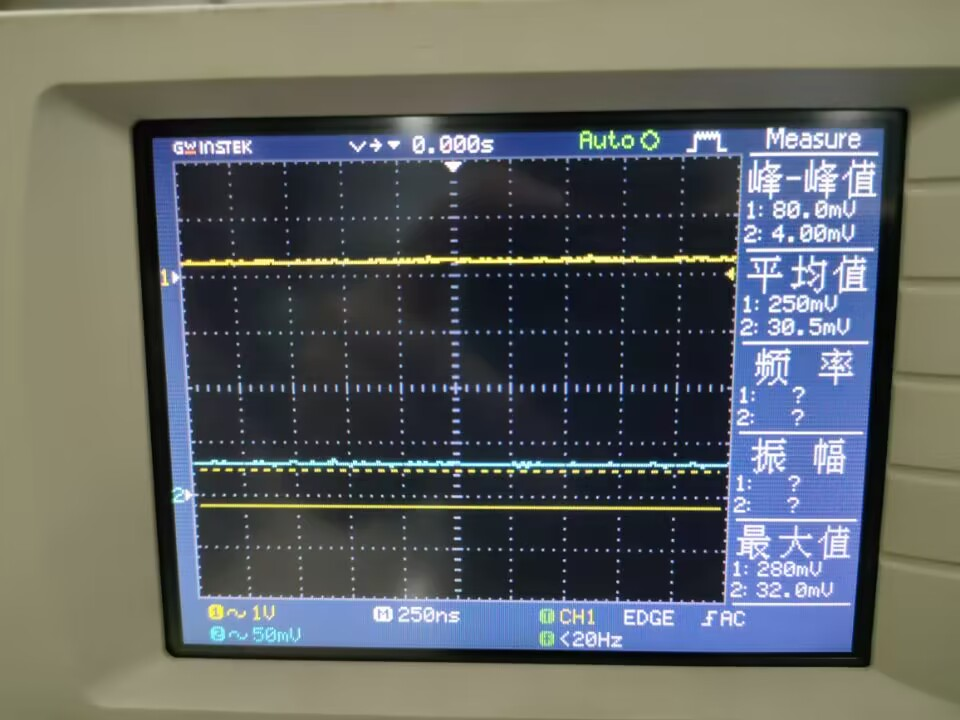 GWINSTEK 0.000s Auto Measure
峰-峰值
1: 80.0mV
2: 4.00mV
平均值
1: 250mV
2: 30.5mV
频 率
1: ?
2: ?
振 幅
1: ?
2: ?
最大值
1: 280mV
2: 32.0mV
1
2
1 ~ 1V M 250ns T CH1 EDGE AC
2 ~ 50mV <20Hz